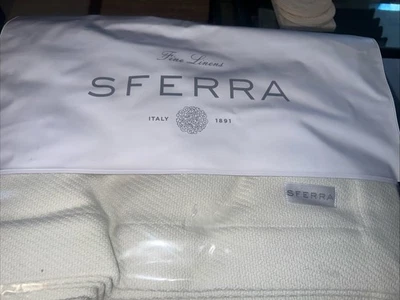 Fine Linens
SFERRA
ITALY 1891
SFERRA